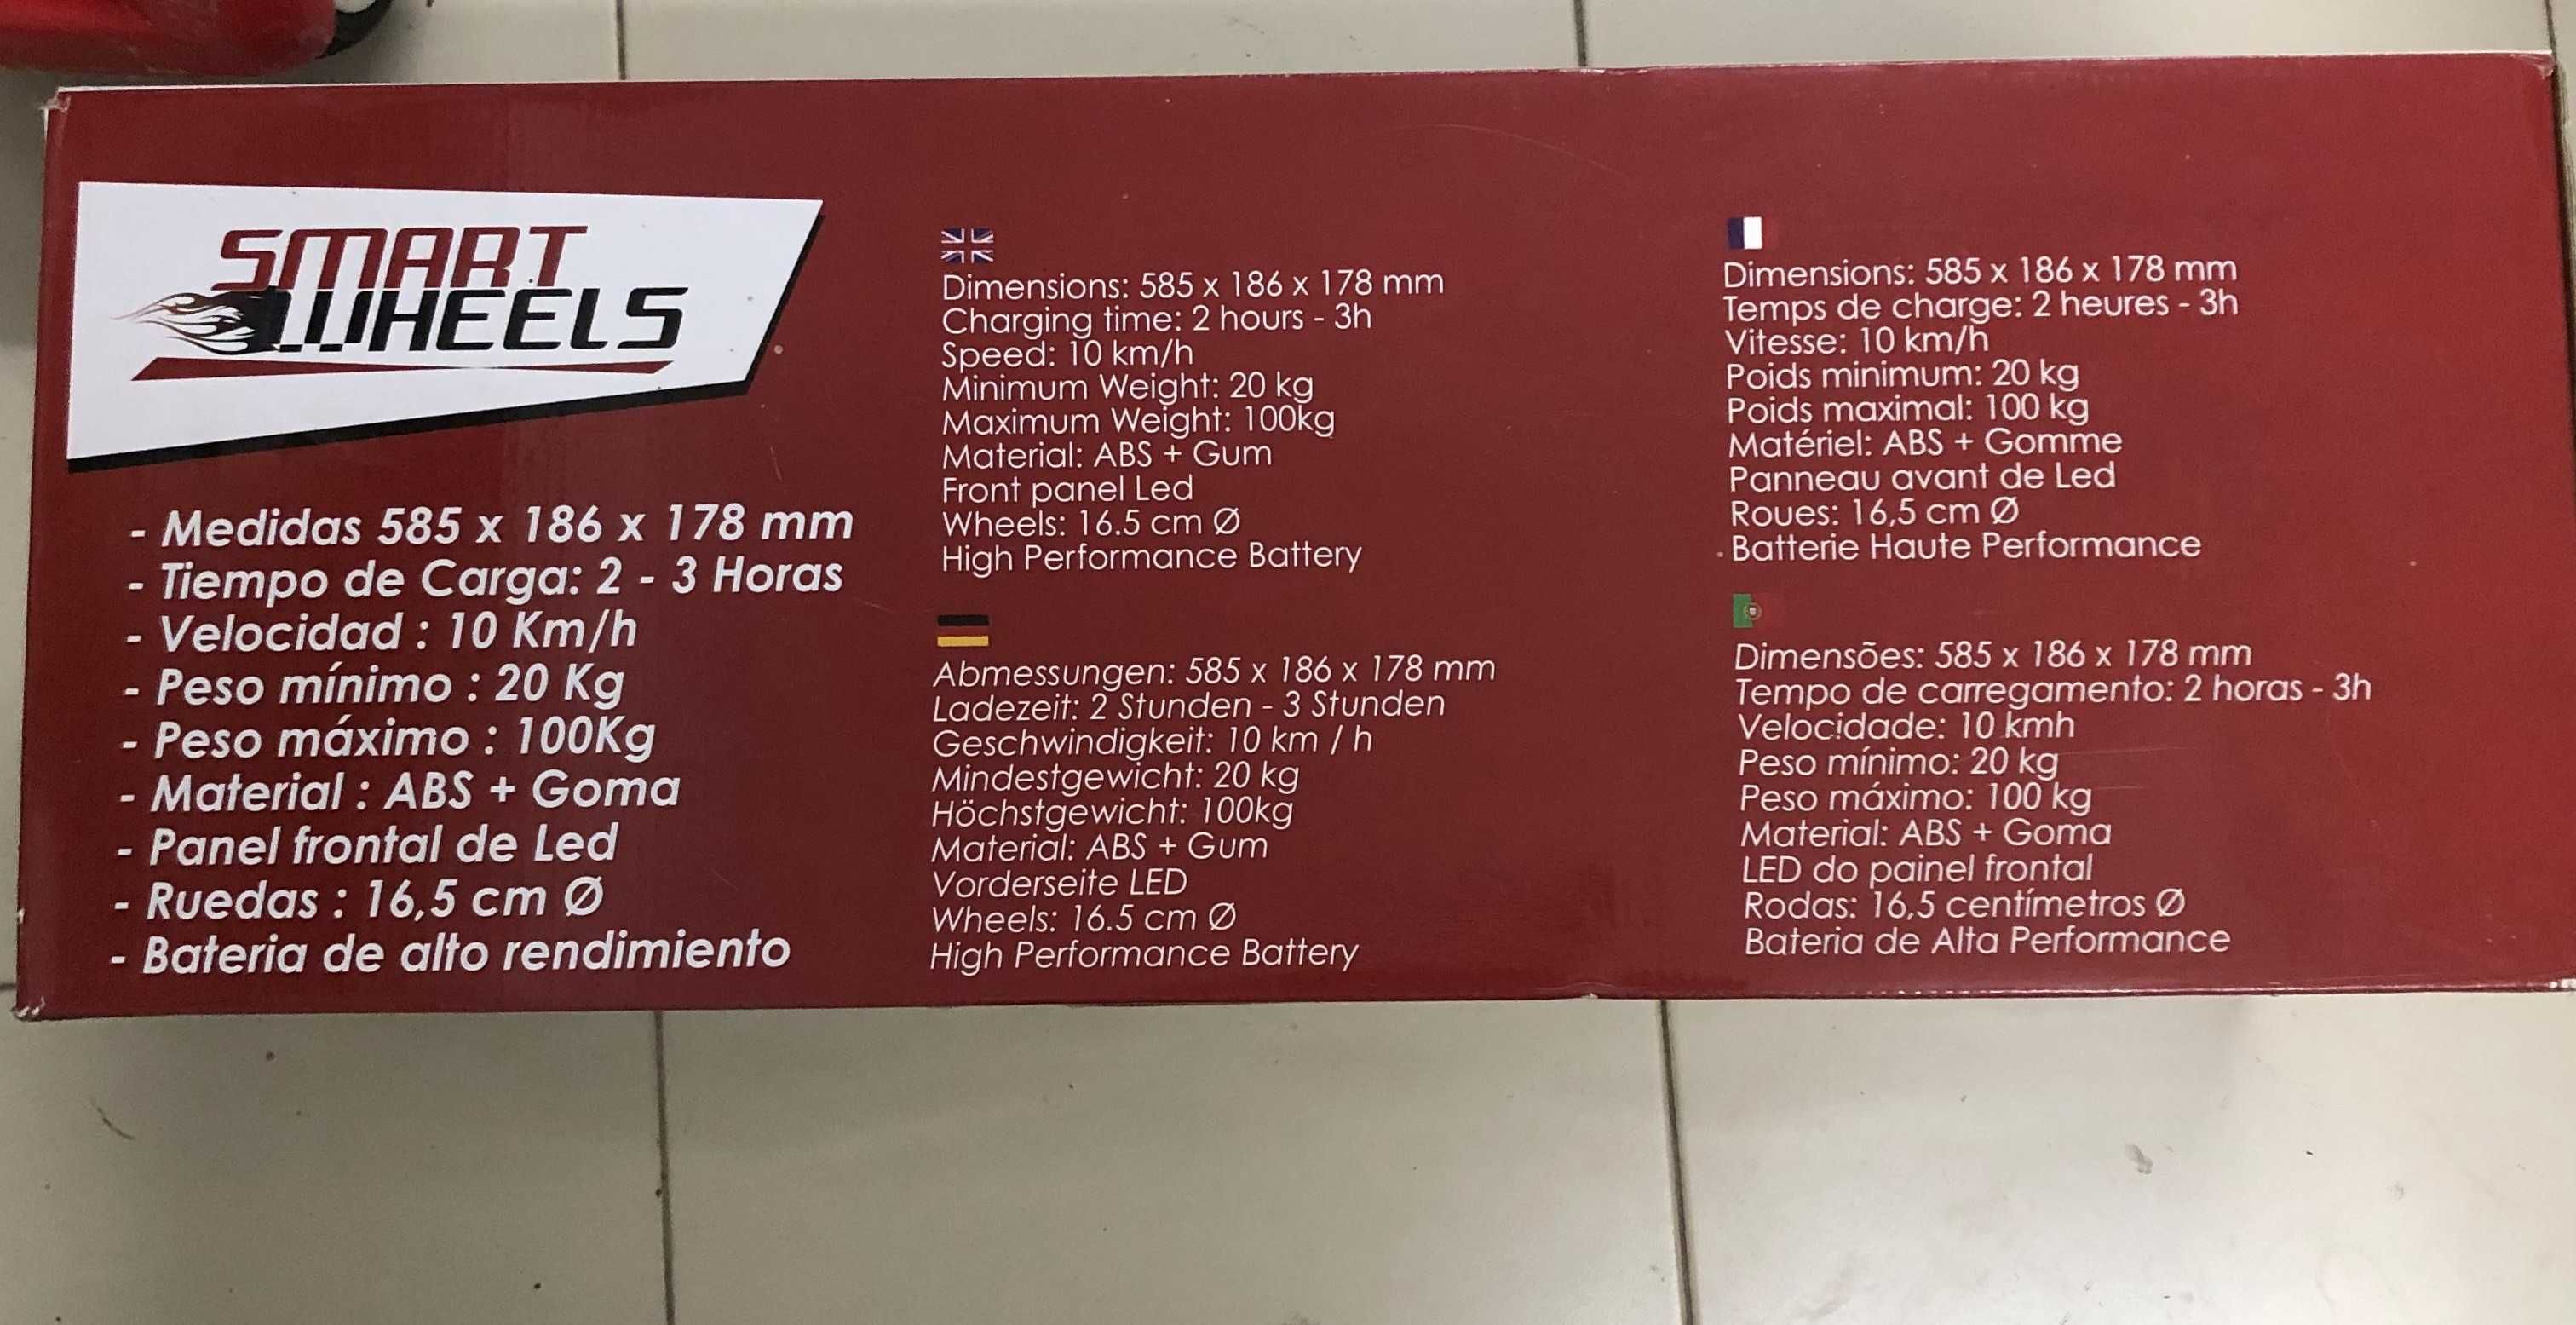 SMART
WHEELS
- Medidas 585 x 186 x 178 mm
- Tiempo de Carga: 2 - 3 Horas
- Velocidad : 10 Km/h
- Peso mínimo : 20 Kg
- Peso máximo : 100Kg
- Material : ABS + Goma
- Panel frontal de Led
- Ruedas : 16,5 cm Ø
- Bateria de alto rendimiento
Dimensions: 585 x 186 x 178 mm
Charging time: 2 hours - 3h
Speed: 10 km/h
Minimum Weight: 20 kg
Maximum Weight: 100kg
Material: ABS + Gum
Front panel Led
Wheels: 16.5 cm Ø
High Performance Battery
Abmessungen: 585 x 186 x 178 mm
Ladezeit: 2 Stunden - 3 Stunden
Geschwindigkeit: 10 km / h
Mindestgewicht: 20 kg
Höchstgewicht: 100kg
Material: ABS + Gum
Vorderseite LED
Wheels: 16.5 cm Ø
High Performance Battery
Dimensions: 585 x 186 x 178 mm
Temps de charge: 2 heures - 3h
Vitesse: 10 km/h
Poids minimum: 20 kg
Poids maximal: 100 kg
Matériel: ABS + Gomme
Panneau avant de Led
Roues: 16,5 cm Ø
Batterie Haute Performance
Dimensões: 585 x 186 x 178 mm
Tempo de carregamento: 2 horas - 3h
Velocidade: 10 kmh
Peso mínimo: 20 kg
Peso máximo: 100 kg
Material: ABS + Goma
LED do painel frontal
Rodas: 16,5 centímetros Ø
Bateria de Alta Performance